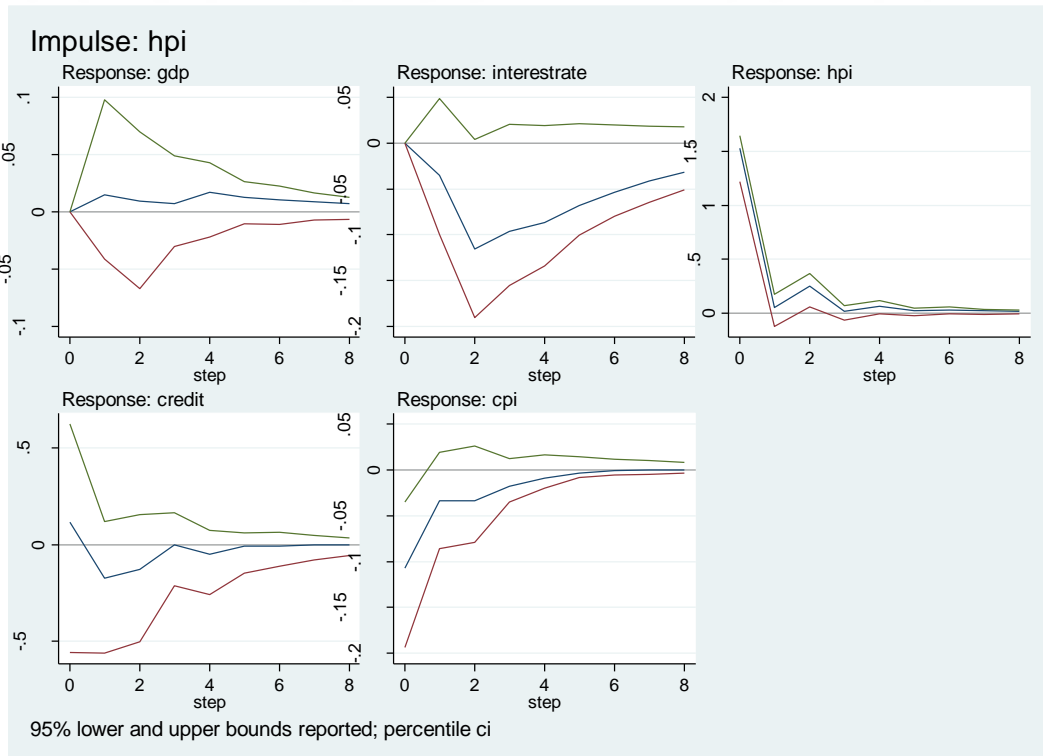 Impulse: hpi
Response: gdp
.1
.05
0
-.05
-.1
0 2 4 6 8
step
Response: interestrate
.05
0
-.05
-.1
-.15
-.2
0 2 4 6 8
step
Response: hpi
2
1.5
1
.5
0
0 2 4 6 8
step
Response: credit
.5
0
-.5
0 2 4 6 8
step
Response: cpi
.05
0
-.05
-.1
-.15
-.2
0 2 4 6 8
step
95% lower and upper bounds reported; percentile ci